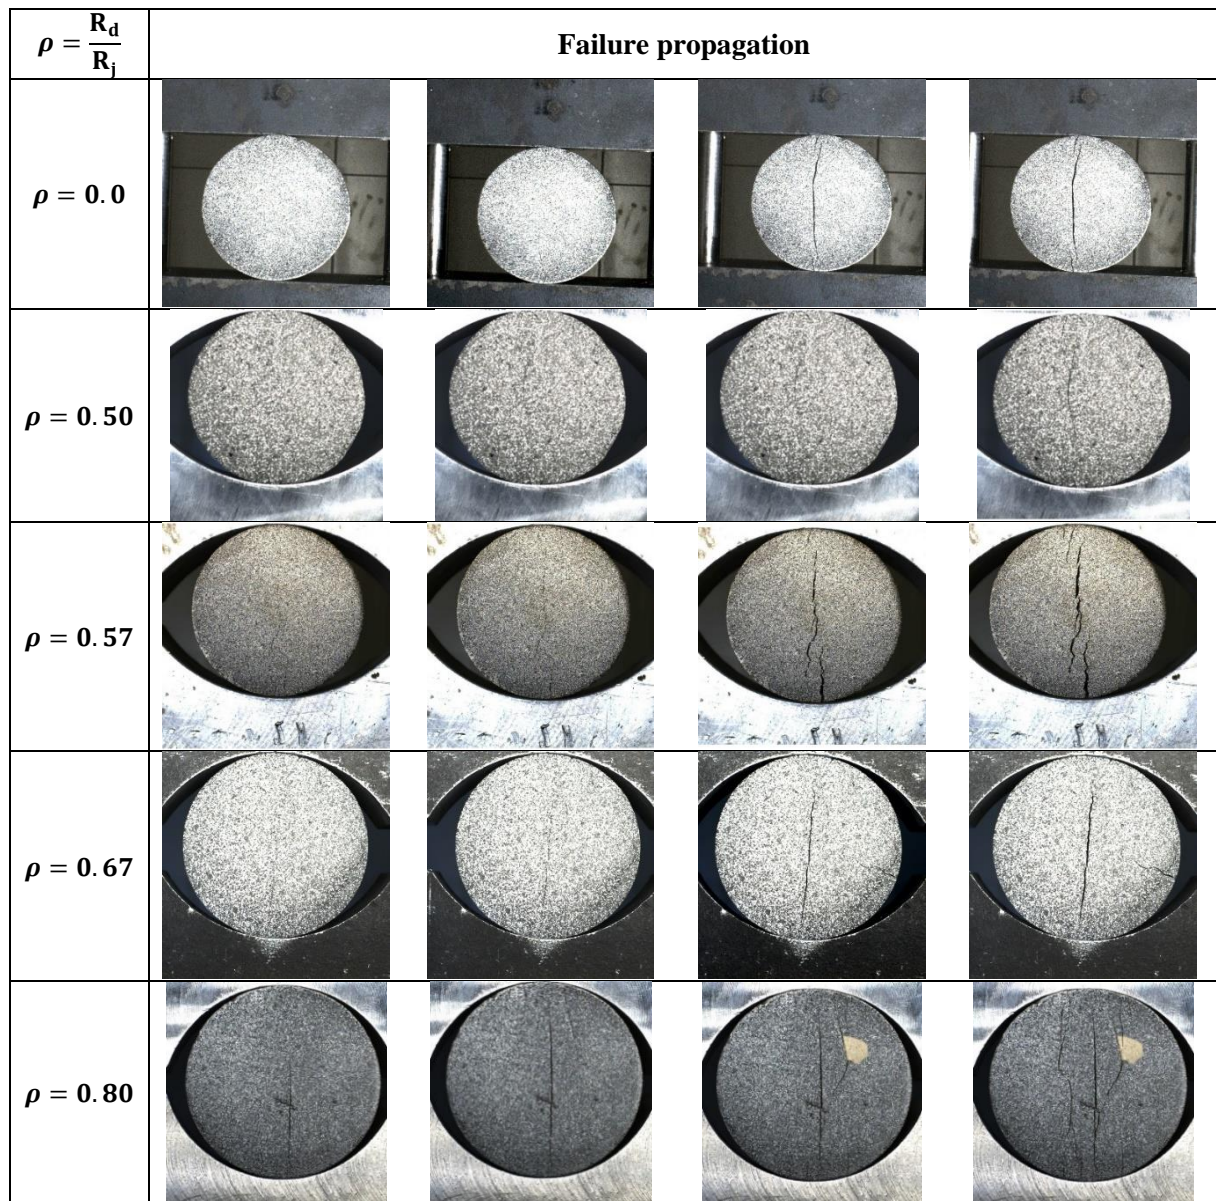 ρ = R_d / R_j
Failure propagation
ρ = 0.0
ρ = 0.50
ρ = 0.57
ρ = 0.67
ρ = 0.80